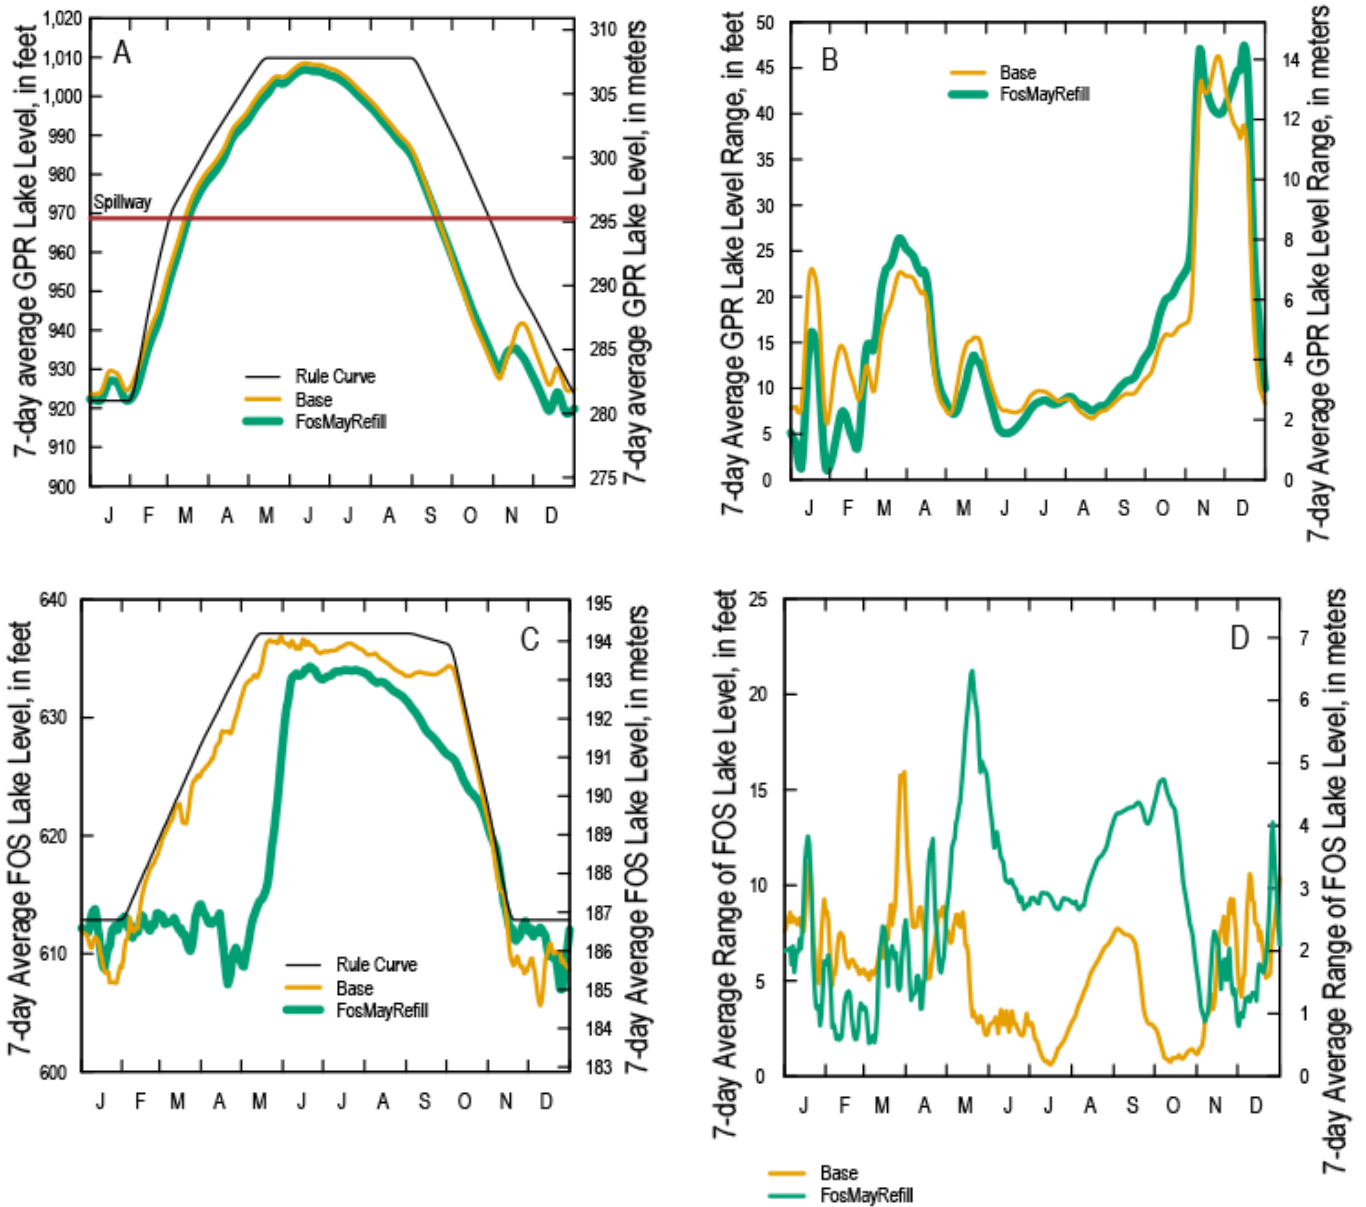 7-day average GPR Lake Level, in feet
1,020
1,010
1,000
990
980
970
960
950
940
930
920
910
900
A
Spillway
Rule Curve
Base
FosMayRefill
J F M A M J J A S O N D
310
305
300
295
290
285
280
275
7-day average GPR Lake Level, in meters
7-day Average GPR Lake Level Range, in feet
50
45
40
35
30
25
20
15
10
5
0
B
Base
FosMayRefill
J F M A M J J A S O N D
14
12
10
8
6
4
2
0
7-day Average GPR Lake Level Range, in meters
7-day Average FOS Lake Level, in feet
640
630
620
610
600
C
Rule Curve
Base
FosMayRefill
J F M A M J J A S O N D
195
194
193
192
191
190
189
188
187
186
185
184
183
7-day Average FOS Lake Level, in meters
7-day Average Range of FOS Lake Level, in feet
25
20
15
10
5
0
D
J F M A M J J A S O N D
7
6
5
4
3
2
1
0
7-day Average Range of FOS Lake Level, in meters
Base
FosMayRefill